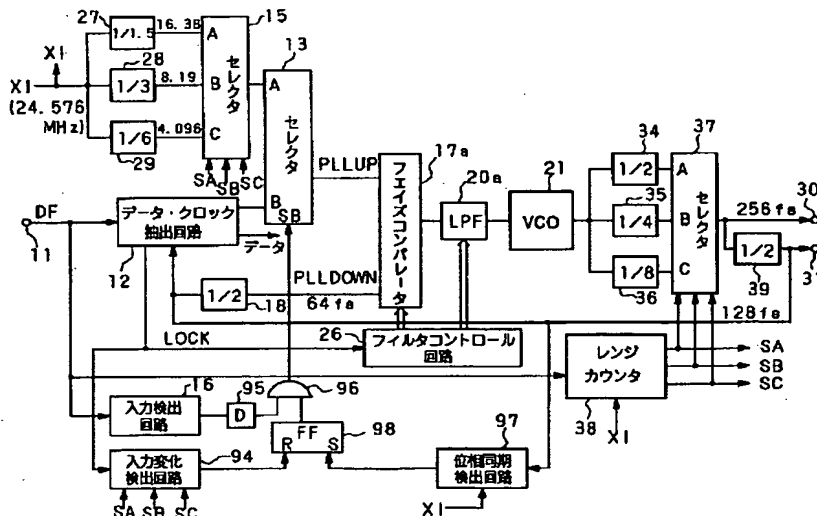 27
15
1/1.5
16.38
A
X1
28
セレクタ
13
X1
1/3
8.19
B
A
(24.576
MHz)
1/6
4.096
C
セレクタ
17a
34
37
29
SA
SB
SC
PLLUP
フェイズコンパレータ
20a
21
1/2
A
35
セレクタ
30
DF
B
SB
LPF
VCO
1/4
B
256fs
11
データ・クロック
抽出回路
データ
1/8
C
1/2
12
PLLDOWN
36
39
31
1/2
64fs
18
128fs
26
LOCK
フィルタコントロール
回路
レンジ
カウンタ
SA
SB
SC
16
95
96
38
入力検出
回路
D
X1
98
97
FF
94
R
S
入力変化
検出回路
位相同期
検出回路
SA
SB
SC
X1